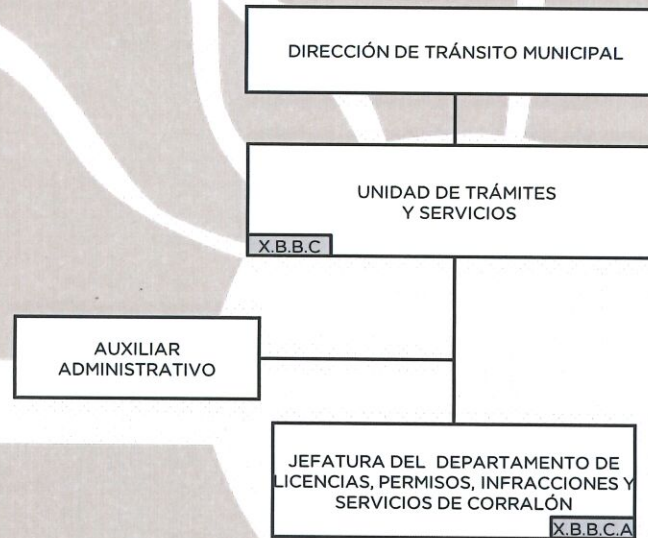 DIRECCIÓN DE TRÁNSITO MUNICIPAL
UNIDAD DE TRÁMITES
Y SERVICIOS
X.B.B.C
AUXILIAR
ADMINISTRATIVO
JEFATURA DEL DEPARTAMENTO DE
LICENCIAS, PERMISOS, INFRACCIONES Y
SERVICIOS DE CORRALÓN
X.B.B.C.A